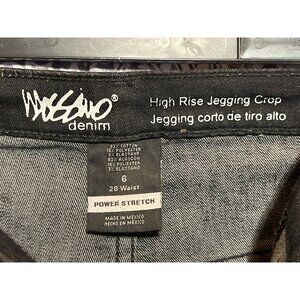 Mossimo®
denim
High Rise Jegging Crop
Jegging corto de tiro alto
6
28 Waist
POWER STRETCH
MADE IN MEXICO
HECHO EN MEXICO